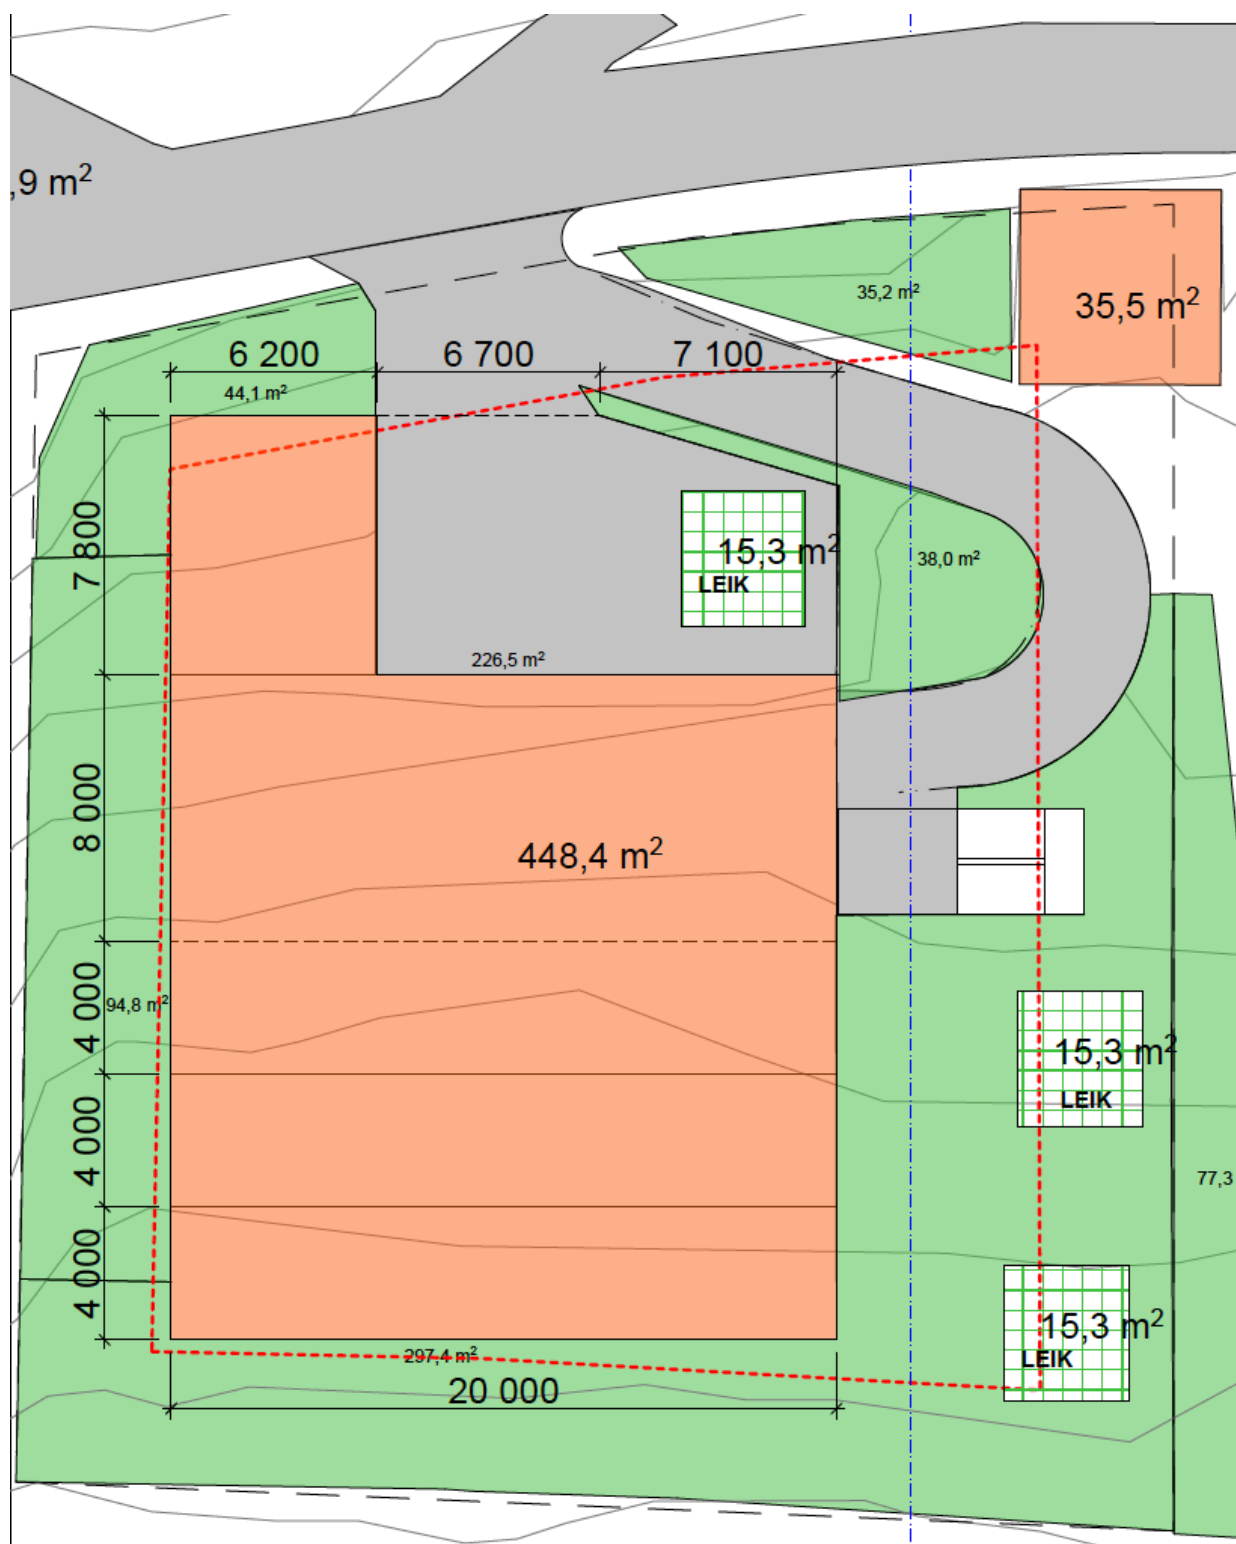 ,9 m²
35,2 m²
35,5 m²
6 200
6 700
7 100
44,1 m²
7 800
15,3 m²
LEIK
38,0 m²
226,5 m²
8 000
448,4 m²
4 000
94,8 m²
15,3 m²
LEIK
4 000
77,3
4 000
15,3 m²
LEIK
297,4 m²
20 000